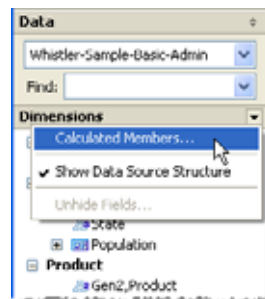 Data
Whistler-Sample-Basic-Admin
Find:
Dimensions
Calculated Members...
Show Data Source Structure
Unhide Fields...
State
Population
Product
Gen2,Product